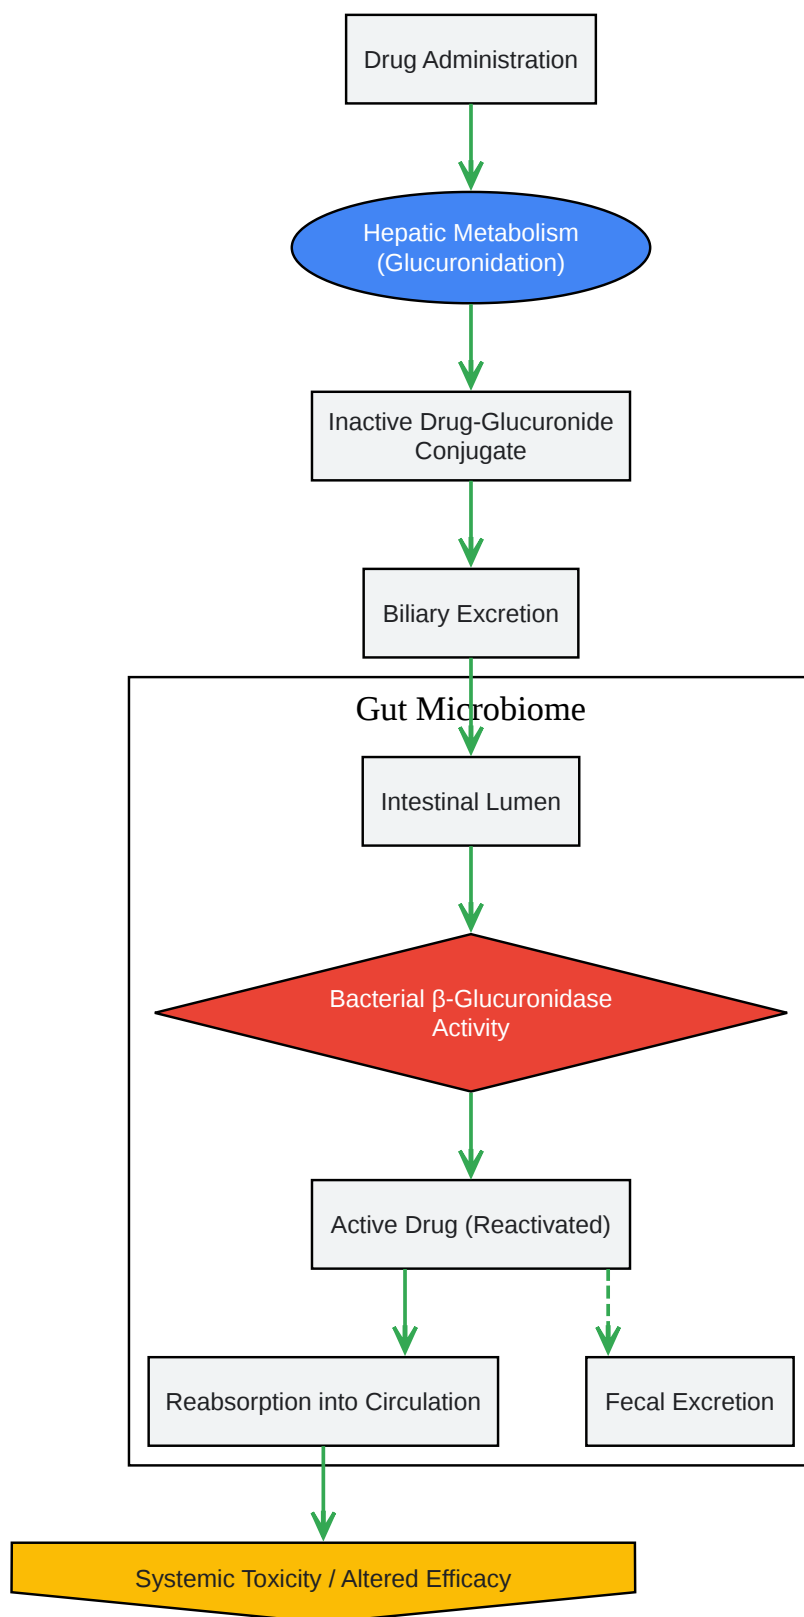 Drug Administration
Hepatic Metabolism
(Glucuronidation)
Inactive Drug-Glucuronide
Conjugate
Biliary Excretion
Gut Microbiome
Intestinal Lumen
Bacterial β-Glucuronidase
Activity
Active Drug (Reactivated)
Reabsorption into Circulation
Fecal Excretion
Systemic Toxicity / Altered Efficacy